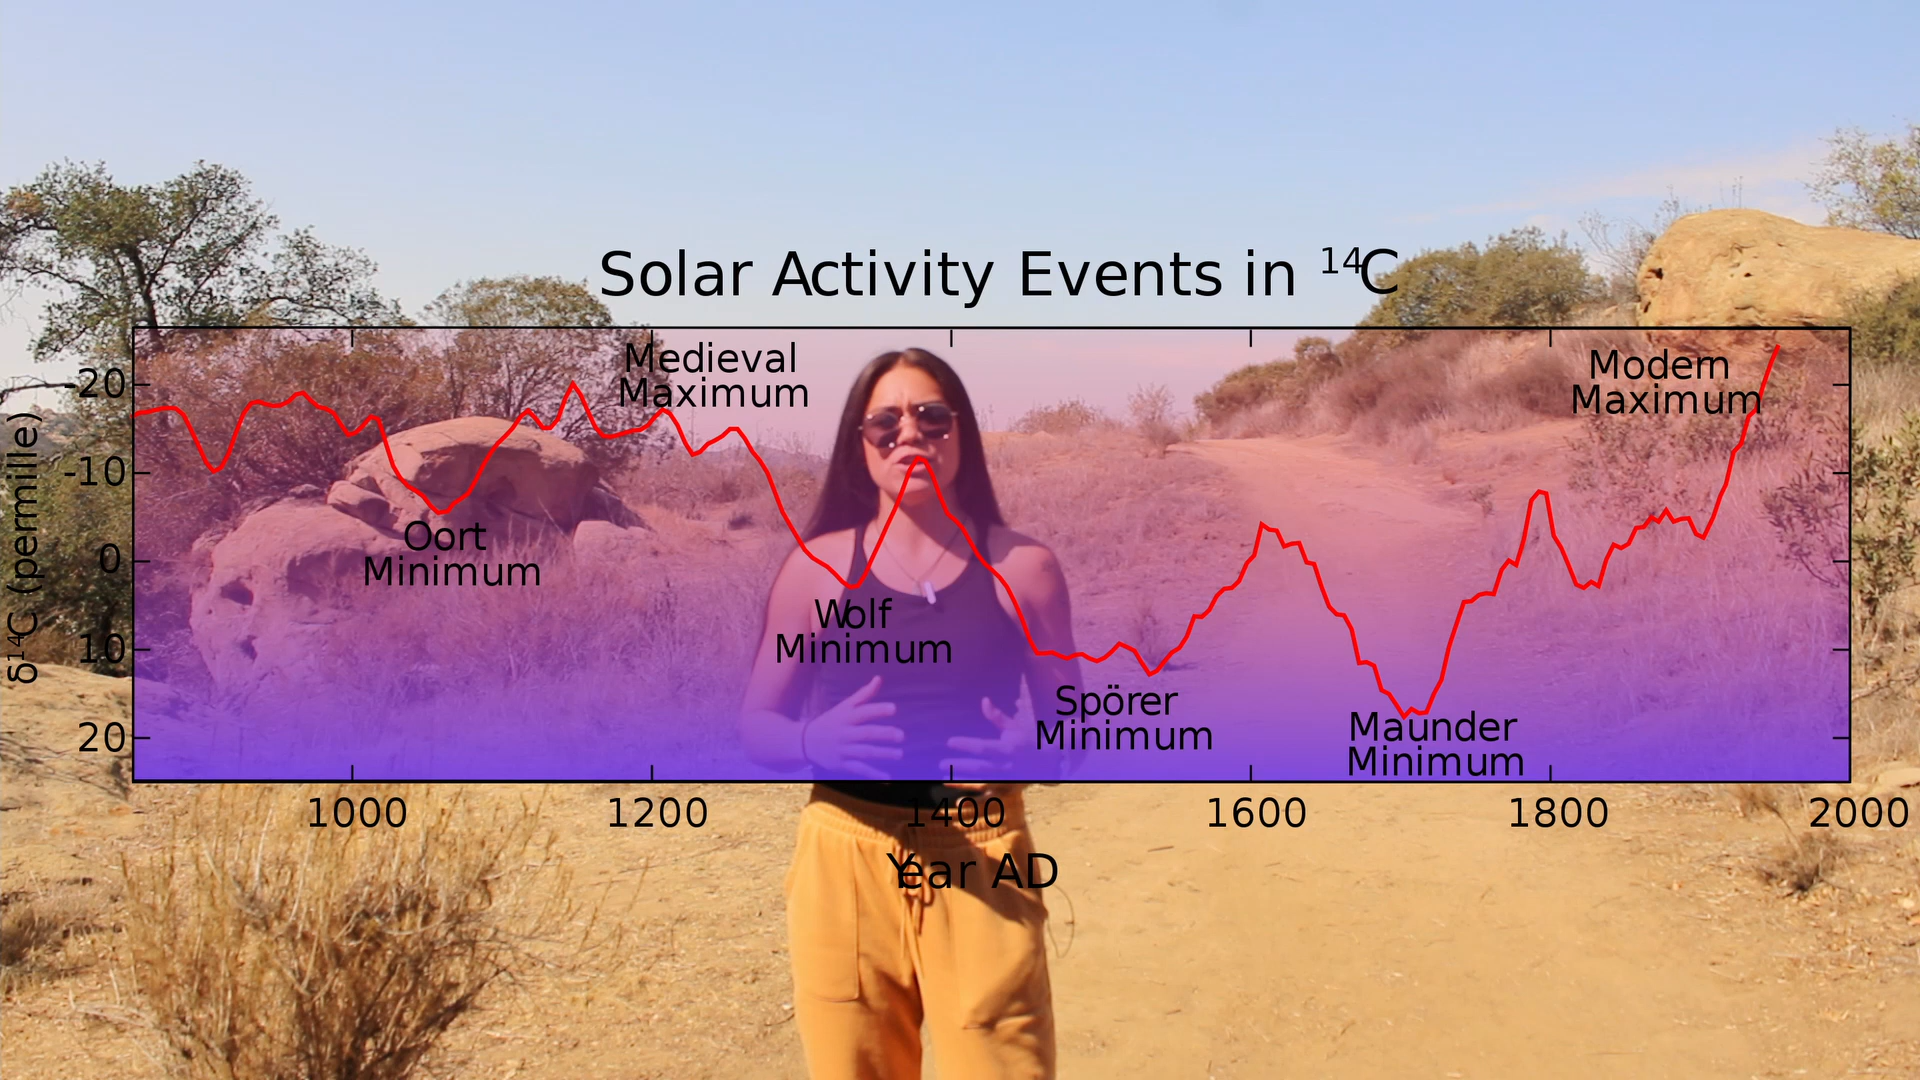 Solar Activity Events in ¹⁴C
Medieval
Maximum
Modern
Maximum
Oort
Minimum
Wolf
Minimum
Spörer
Minimum
Maunder
Minimum
δ¹⁴C (permille)
-20
-10
0
10
20
1000 1200 1400 1600 1800 2000
Year AD